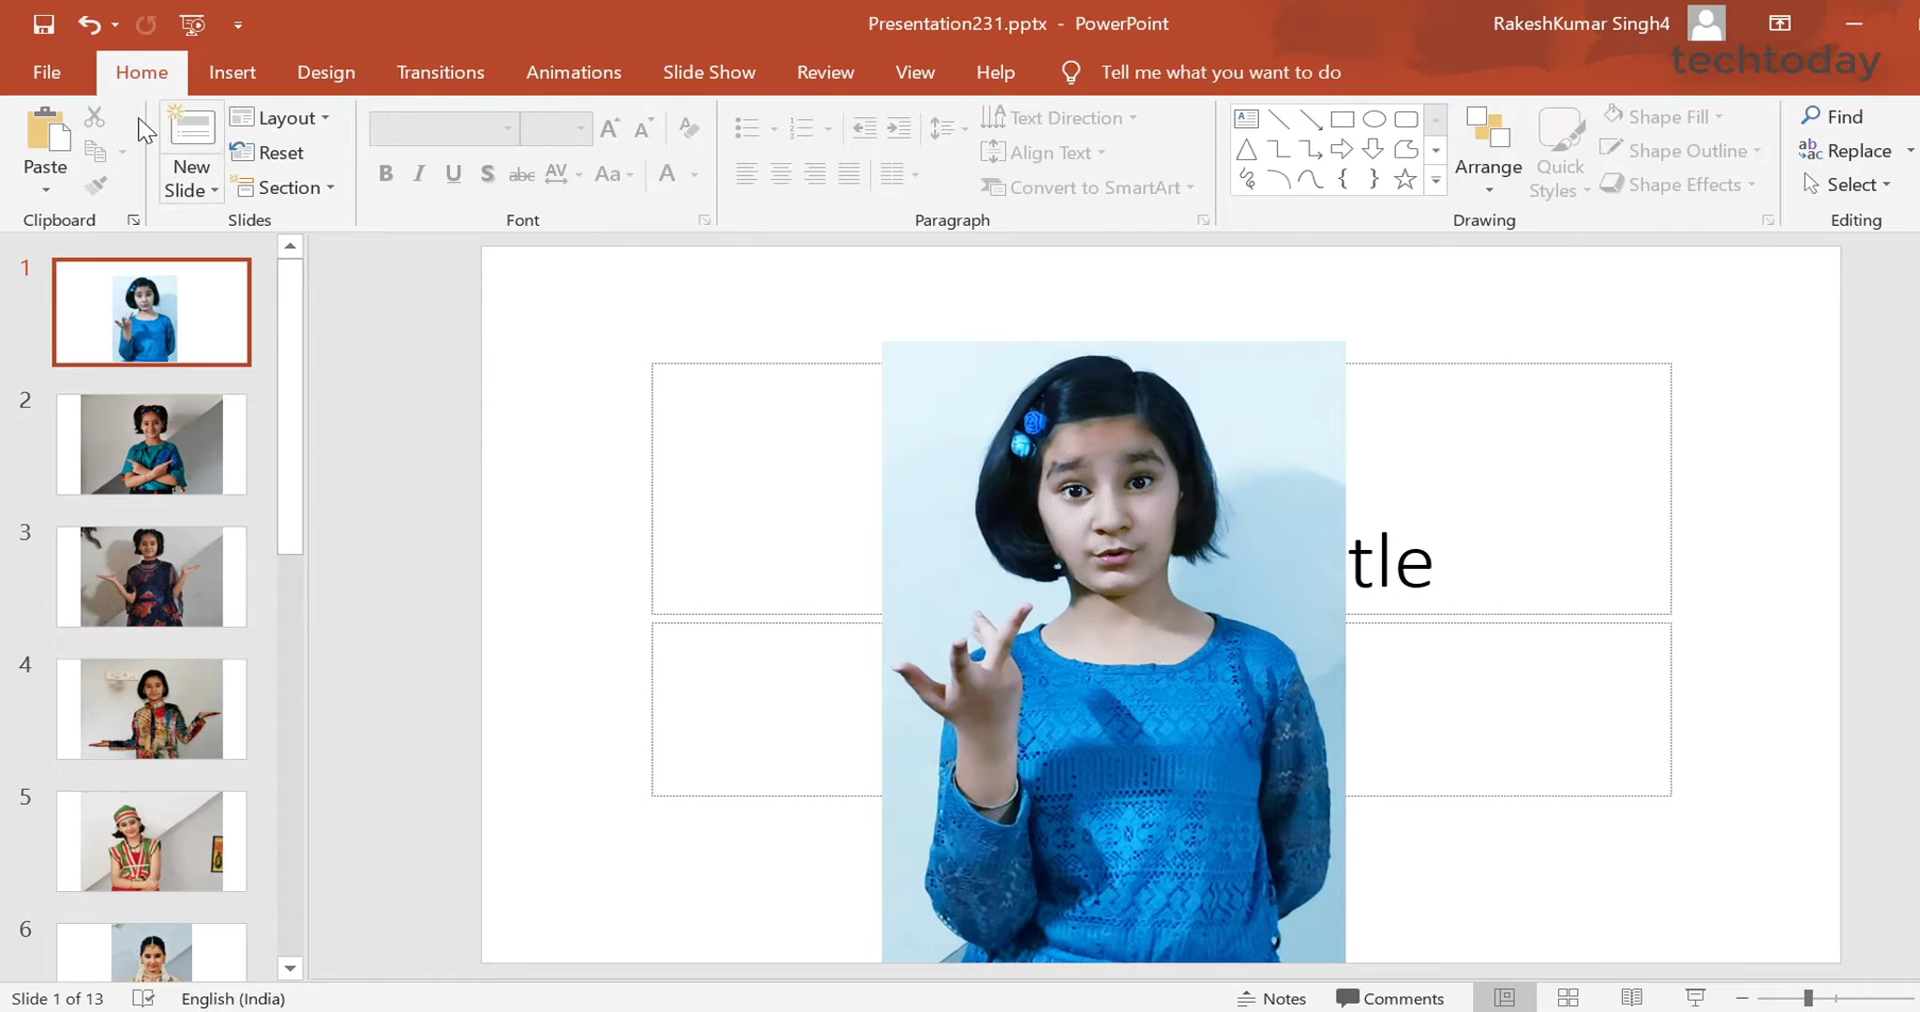 Presentation231.pptx - PowerPoint
RakeshKumar Singh4
techtoday
File Home Insert Design Transitions Animations Slide Show Review View Help Tell me what you want to do
Paste
Clipboard
New
Slide
Layout
Reset
Section
Slides
B I U S abc AV Aa A
Font
Text Direction
Align Text
Convert to SmartArt
Paragraph
Arrange
Quick
Styles
Shape Fill
Shape Outline
Shape Effects
Drawing
Find
Replace
Select
Editing
1
2
3
4
5
6
tle
Slide 1 of 13
English (India)
Notes
Comments